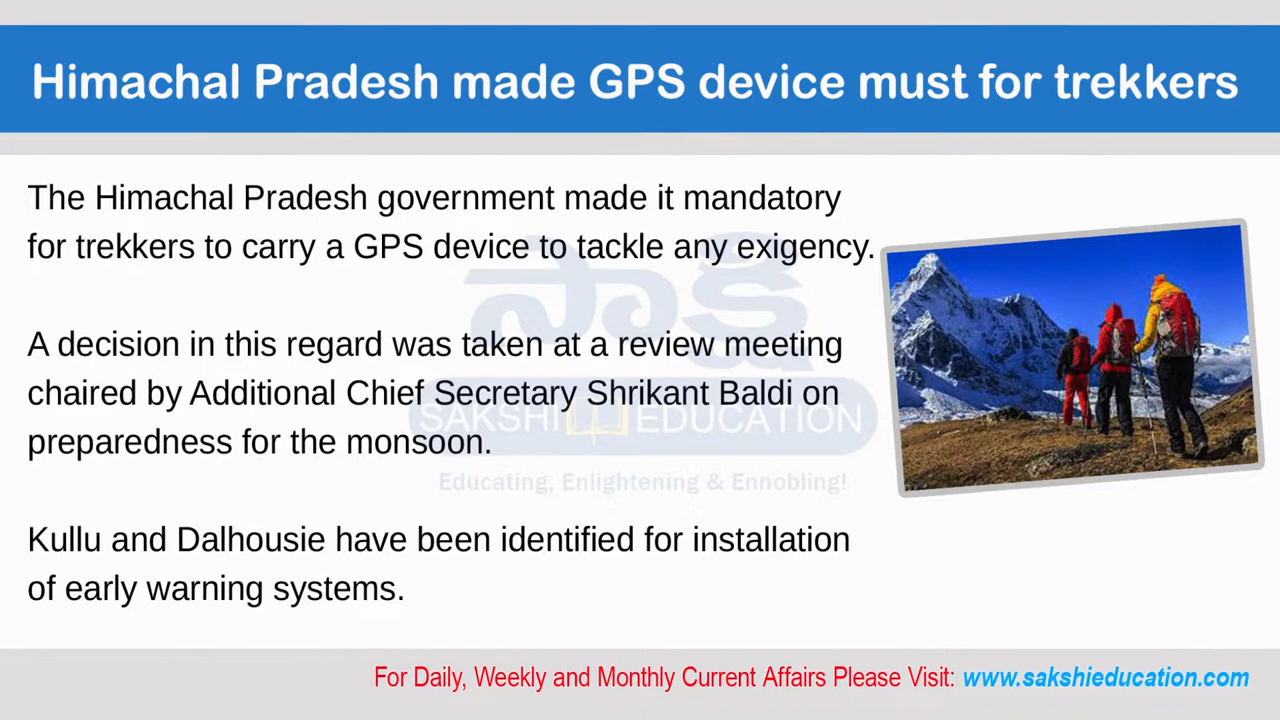 Himachal Pradesh made GPS device must for trekkers
The Himachal Pradesh government made it mandatory
for trekkers to carry a GPS device to tackle any exigency.
A decision in this regard was taken at a review meeting
chaired by Additional Chief Secretary Shrikant Baldi on
preparedness for the monsoon.
Kullu and Dalhousie have been identified for installation
of early warning systems.
సాక్షి
SAKSHI EDUCATION
Educating, Enlightening & Ennobling!
For Daily, Weekly and Monthly Current Affairs Please Visit: www.sakshieducation.com